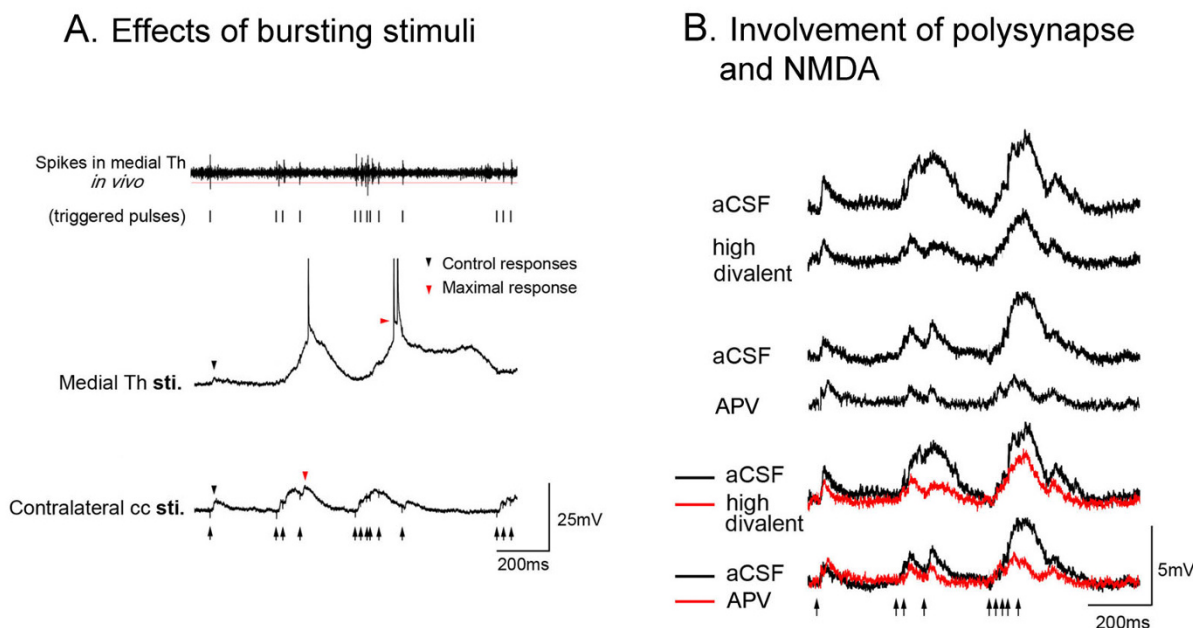 A. Effects of bursting stimuli
Spikes in medial Th
in vivo
(triggered pulses)
Control responses
Maximal response
Medial Th sti.
Contralateral cc sti.
25mV
200ms
B. Involvement of polysynapse
and NMDA
aCSF
high
divalent
aCSF
APV
aCSF
high
divalent
aCSF
APV
5mV
200ms